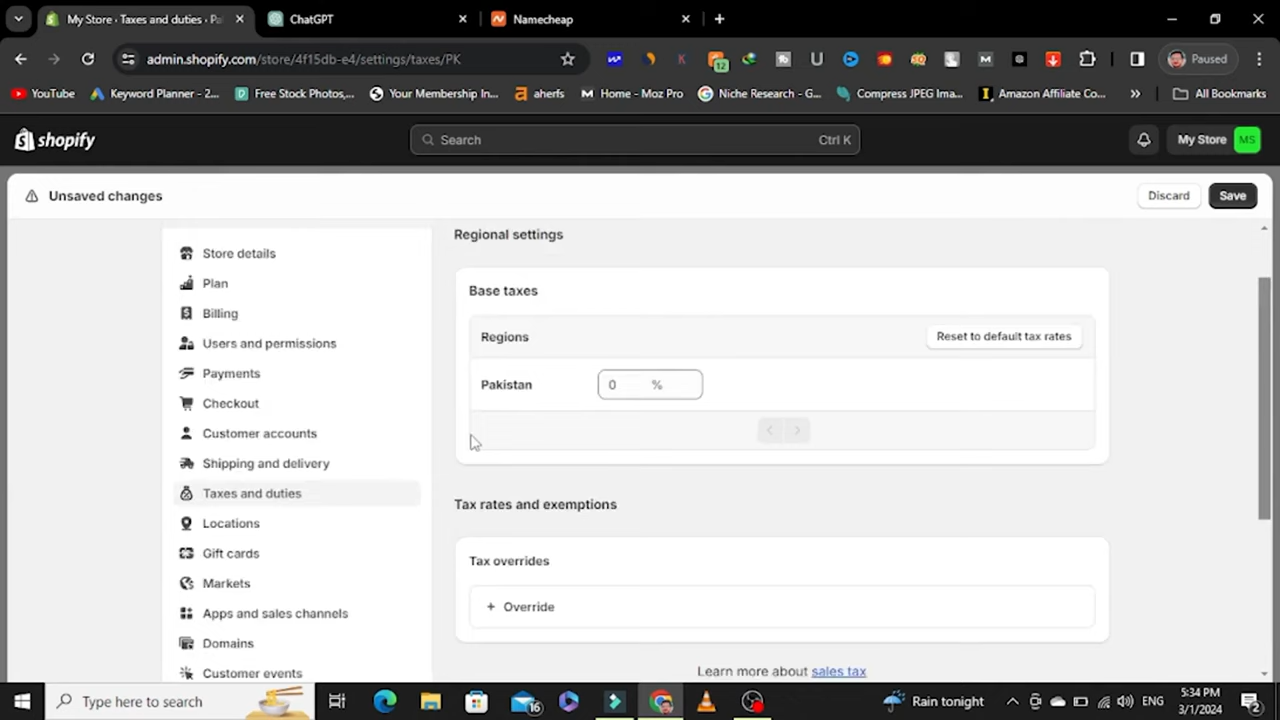 My Store · Taxes and duties · Pa
ChatGPT
Namecheap
admin.shopify.com/store/4f15db-e4/settings/taxes/PK
12
Paused
YouTube
Keyword Planner - 2...
Free Stock Photos,...
Your Membership In...
aherfs
Home - Moz Pro
Niche Research - G...
Compress JPEG Ima...
Amazon Affiliate Co...
All Bookmarks
shopify
Search
Ctrl K
My Store
MS
Unsaved changes
Discard
Save
Store details
Plan
Billing
Users and permissions
Payments
Checkout
Customer accounts
Shipping and delivery
Taxes and duties
Locations
Gift cards
Markets
Apps and sales channels
Domains
Customer events
Regional settings
Base taxes
Regions
Reset to default tax rates
Pakistan
0 %
Tax rates and exemptions
Tax overrides
+ Override
Learn more about sales tax
Type here to search
16
Rain tonight
ENG
5:34 PM
3/1/2024
2